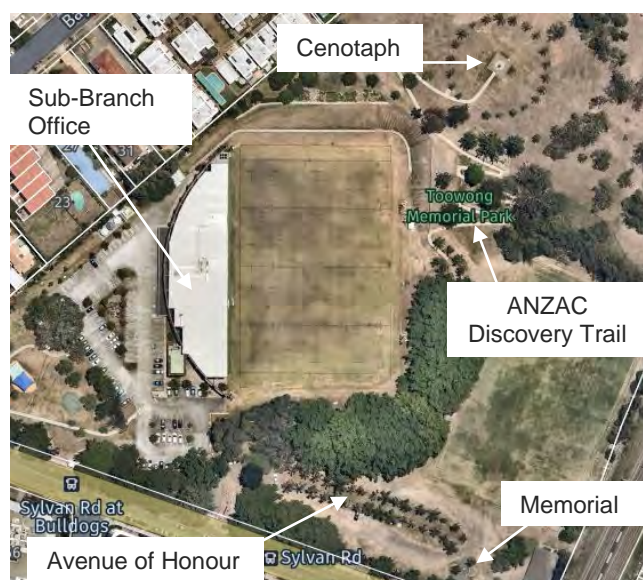 Ba
Cenotaph
Sub-Branch
Office
27
31
23
Toowong
Memorial Park
ANZAC
Discovery Trail
Sylvan Rd at
Bulldogs
Memorial
Avenue of Honour
Sylvan Rd